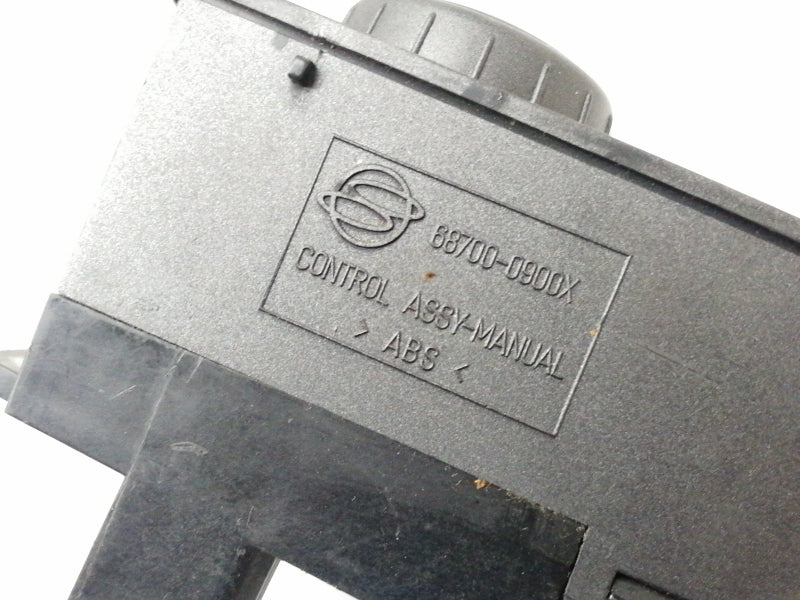 68700-0900X
CONTROL ASSY-MANUAL
> ABS <